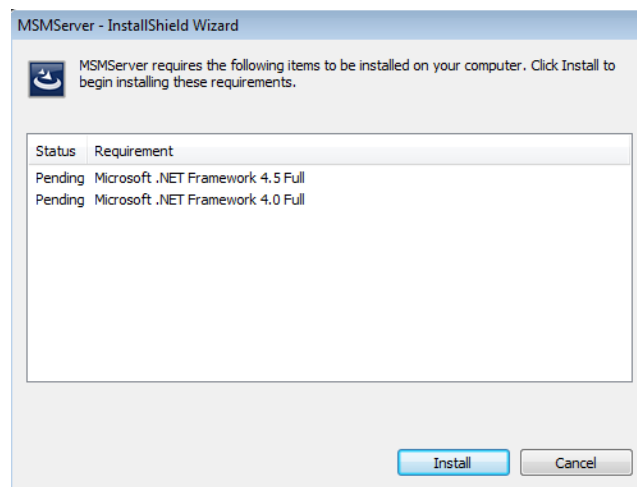 MSMServer - InstallShield Wizard
MSMServer requires the following items to be installed on your computer. Click Install to
begin installing these requirements.
Status Requirement
Pending Microsoft .NET Framework 4.5 Full
Pending Microsoft .NET Framework 4.0 Full
Install Cancel